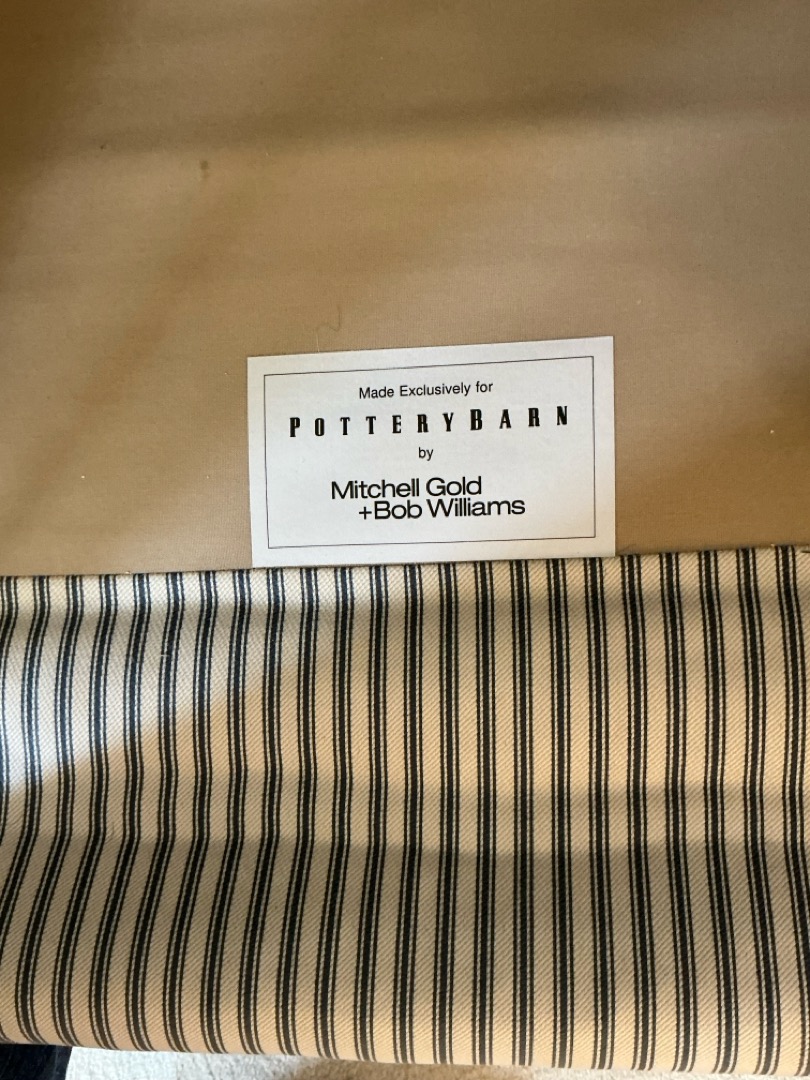 Made Exclusively for
POTTERYBARN
by
Mitchell Gold
+Bob Williams